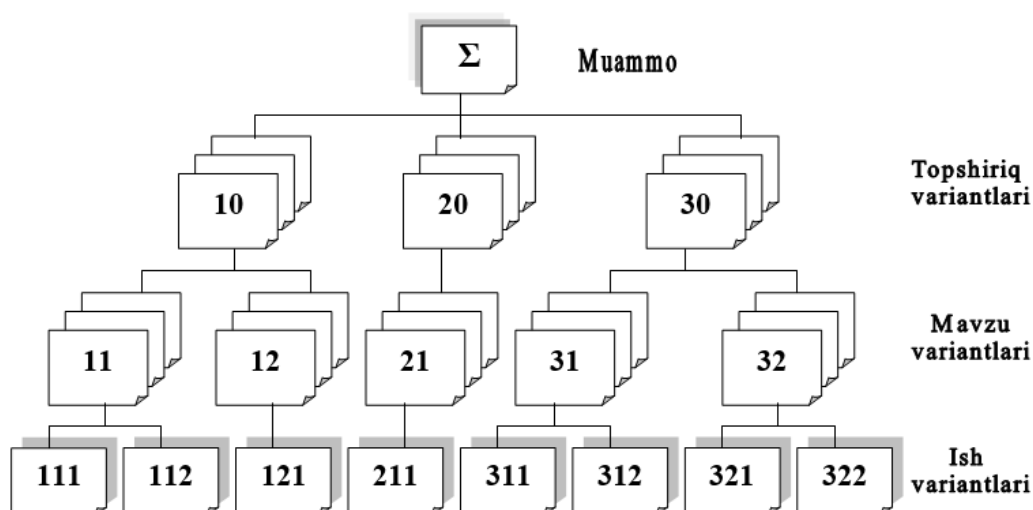 Σ
Muammo
10
20
30
Topshiriq
variantlari
11
12
21
31
32
Mavzu
variantlari
111
112
121
211
311
312
321
322
Ish
variantlari